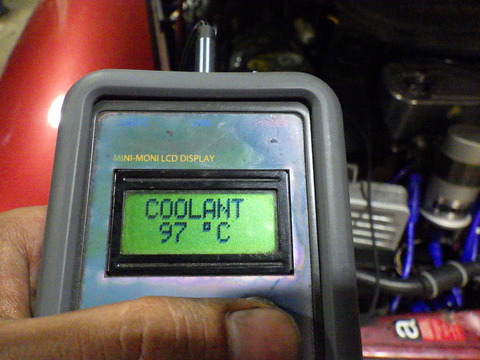 MINI-MONI LCD DISPLAY
COOLANT
97 °C
a